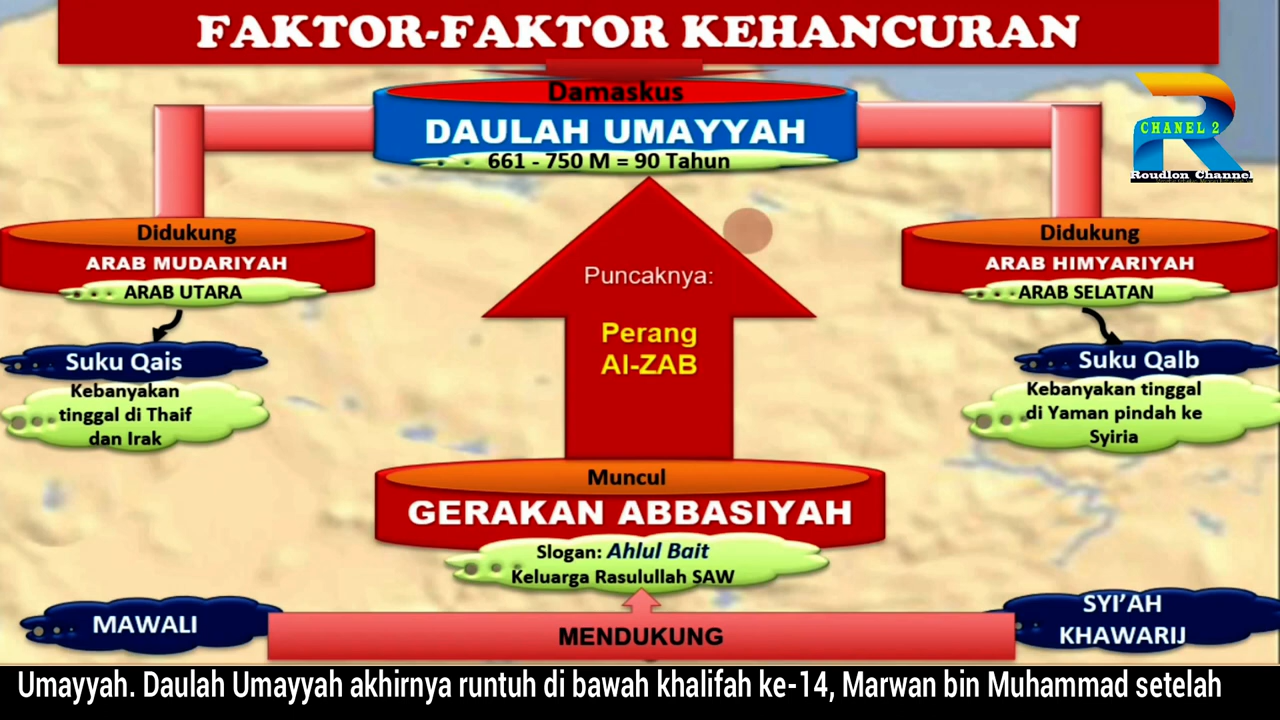 FAKTOR-FAKTOR KEHANCURAN
Damaskus
DAULAH UMAYYAH
661 - 750 M = 90 Tahun
CHANEL 2
Roudlon Channel
Didukung
ARAB MUDARIYAH
ARAB UTARA
Suku Qais
Kebanyakan
tinggal di Thaif
dan Irak
Puncaknya:
Perang
Al-ZAB
Didukung
ARAB HIMYARIYAH
ARAB SELATAN
Suku Qalb
Kebanyakan tinggal
di Yaman pindah ke
Syiria
Muncul
GERAKAN ABBASIYAH
Slogan: Ahlul Bait
Keluarga Rasulullah SAW
MAWALI
MENDUKUNG
SYI'AH
KHAWARIJ
Umayyah. Daulah Umayyah akhirnya runtuh di bawah khalifah ke-14, Marwan bin Muhammad setelah